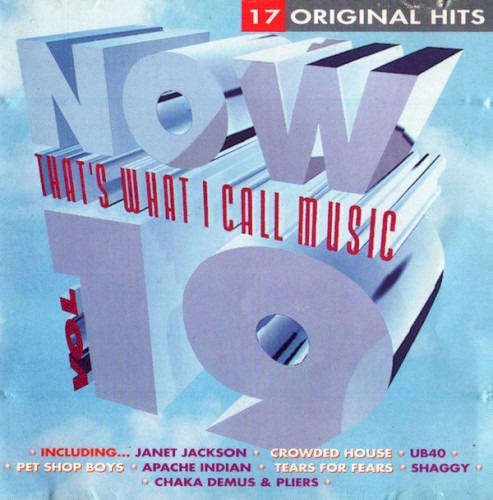 17 ORIGINAL HITS
NOW
THAT'S WHAT I CALL MUSIC
VOL 19
• INCLUDING... JANET JACKSON • CROWDED HOUSE • UB40 •
• PET SHOP BOYS • APACHE INDIAN • TEARS FOR FEARS • SHAGGY •
• CHAKA DEMUS & PLIERS •